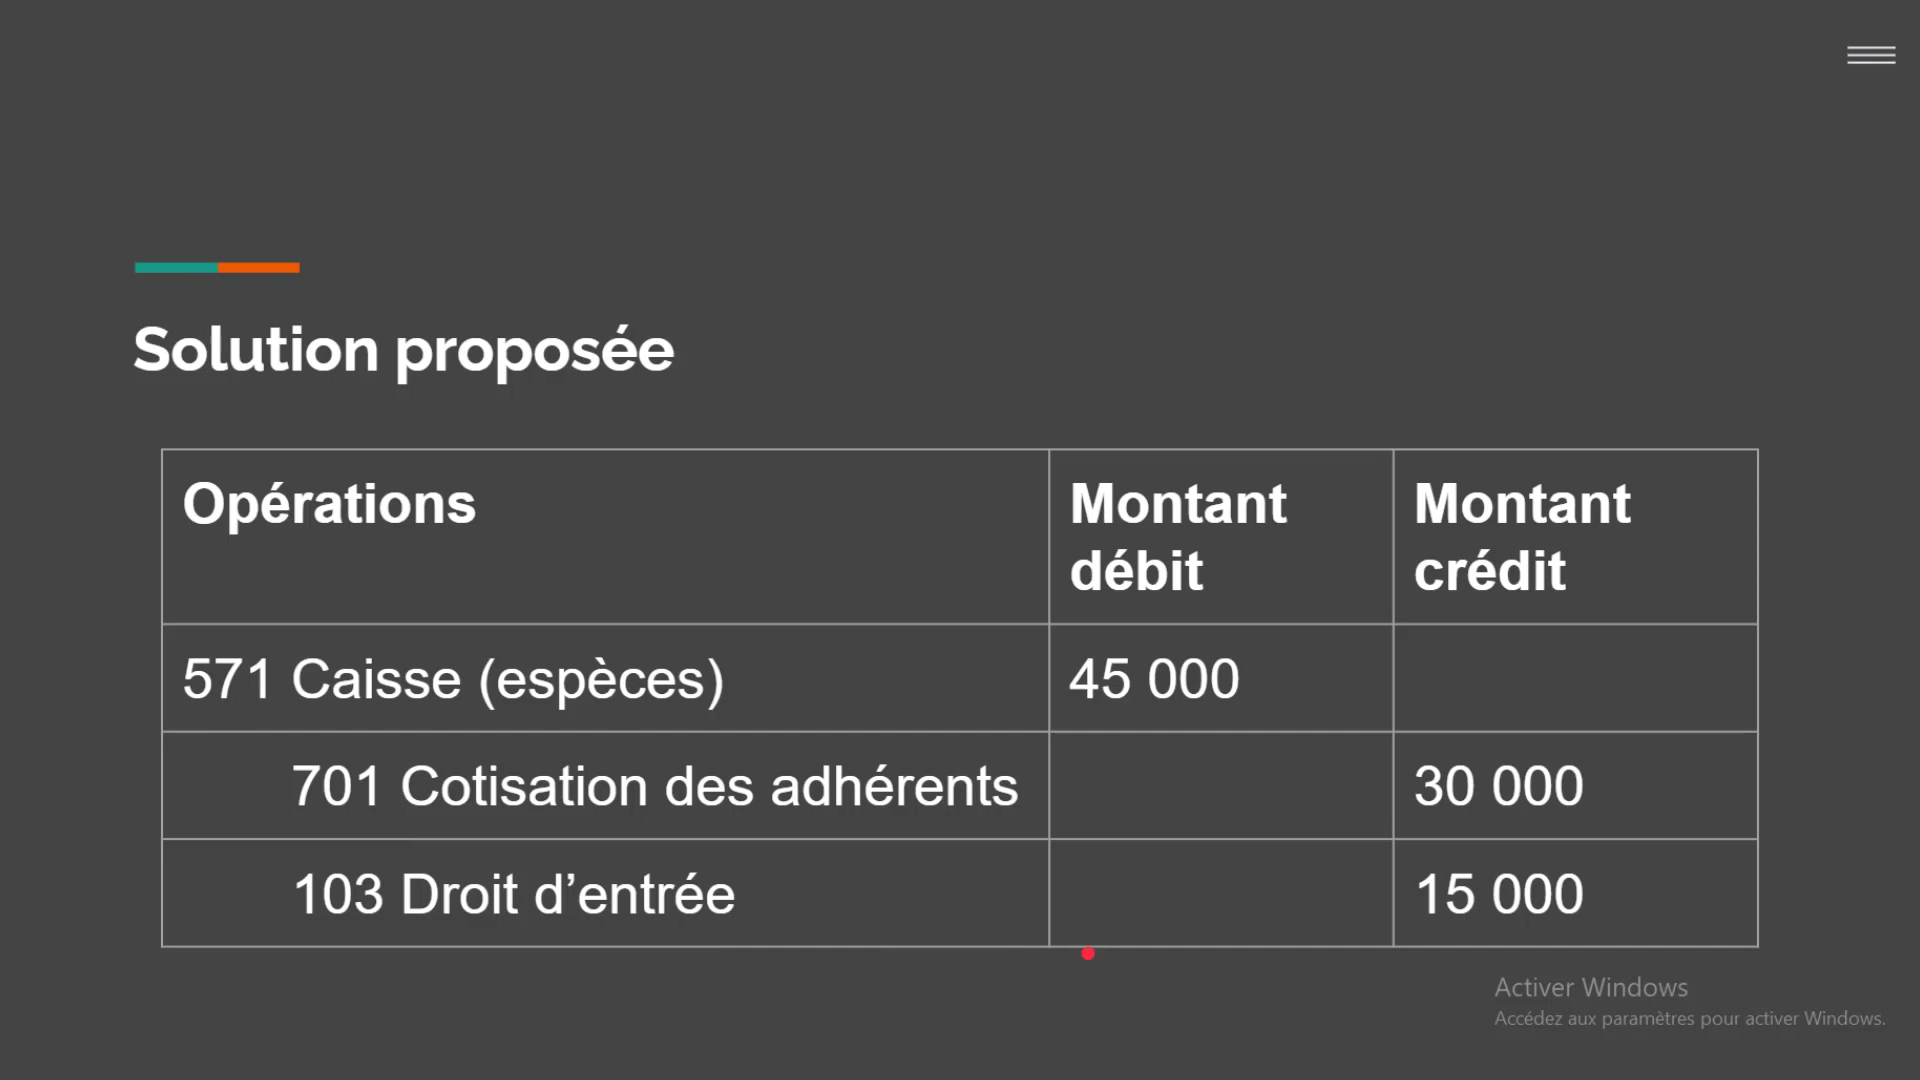 Solution proposée
Opérations
Montant
débit
Montant
crédit
571 Caisse (espèces)
45 000
701 Cotisation des adhérents
30 000
103 Droit d’entrée
15 000
Activer Windows
Accédez aux paramètres pour activer Windows.